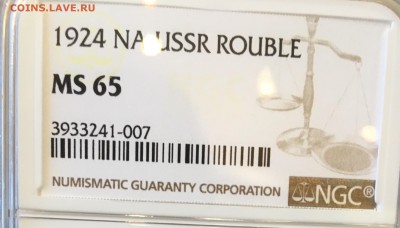 COINS.LAVE.RU
1924 NA USSR ROUBLE
MS 65
3933241-007
NUMISMATIC GUARANTY CORPORATION
NGC®